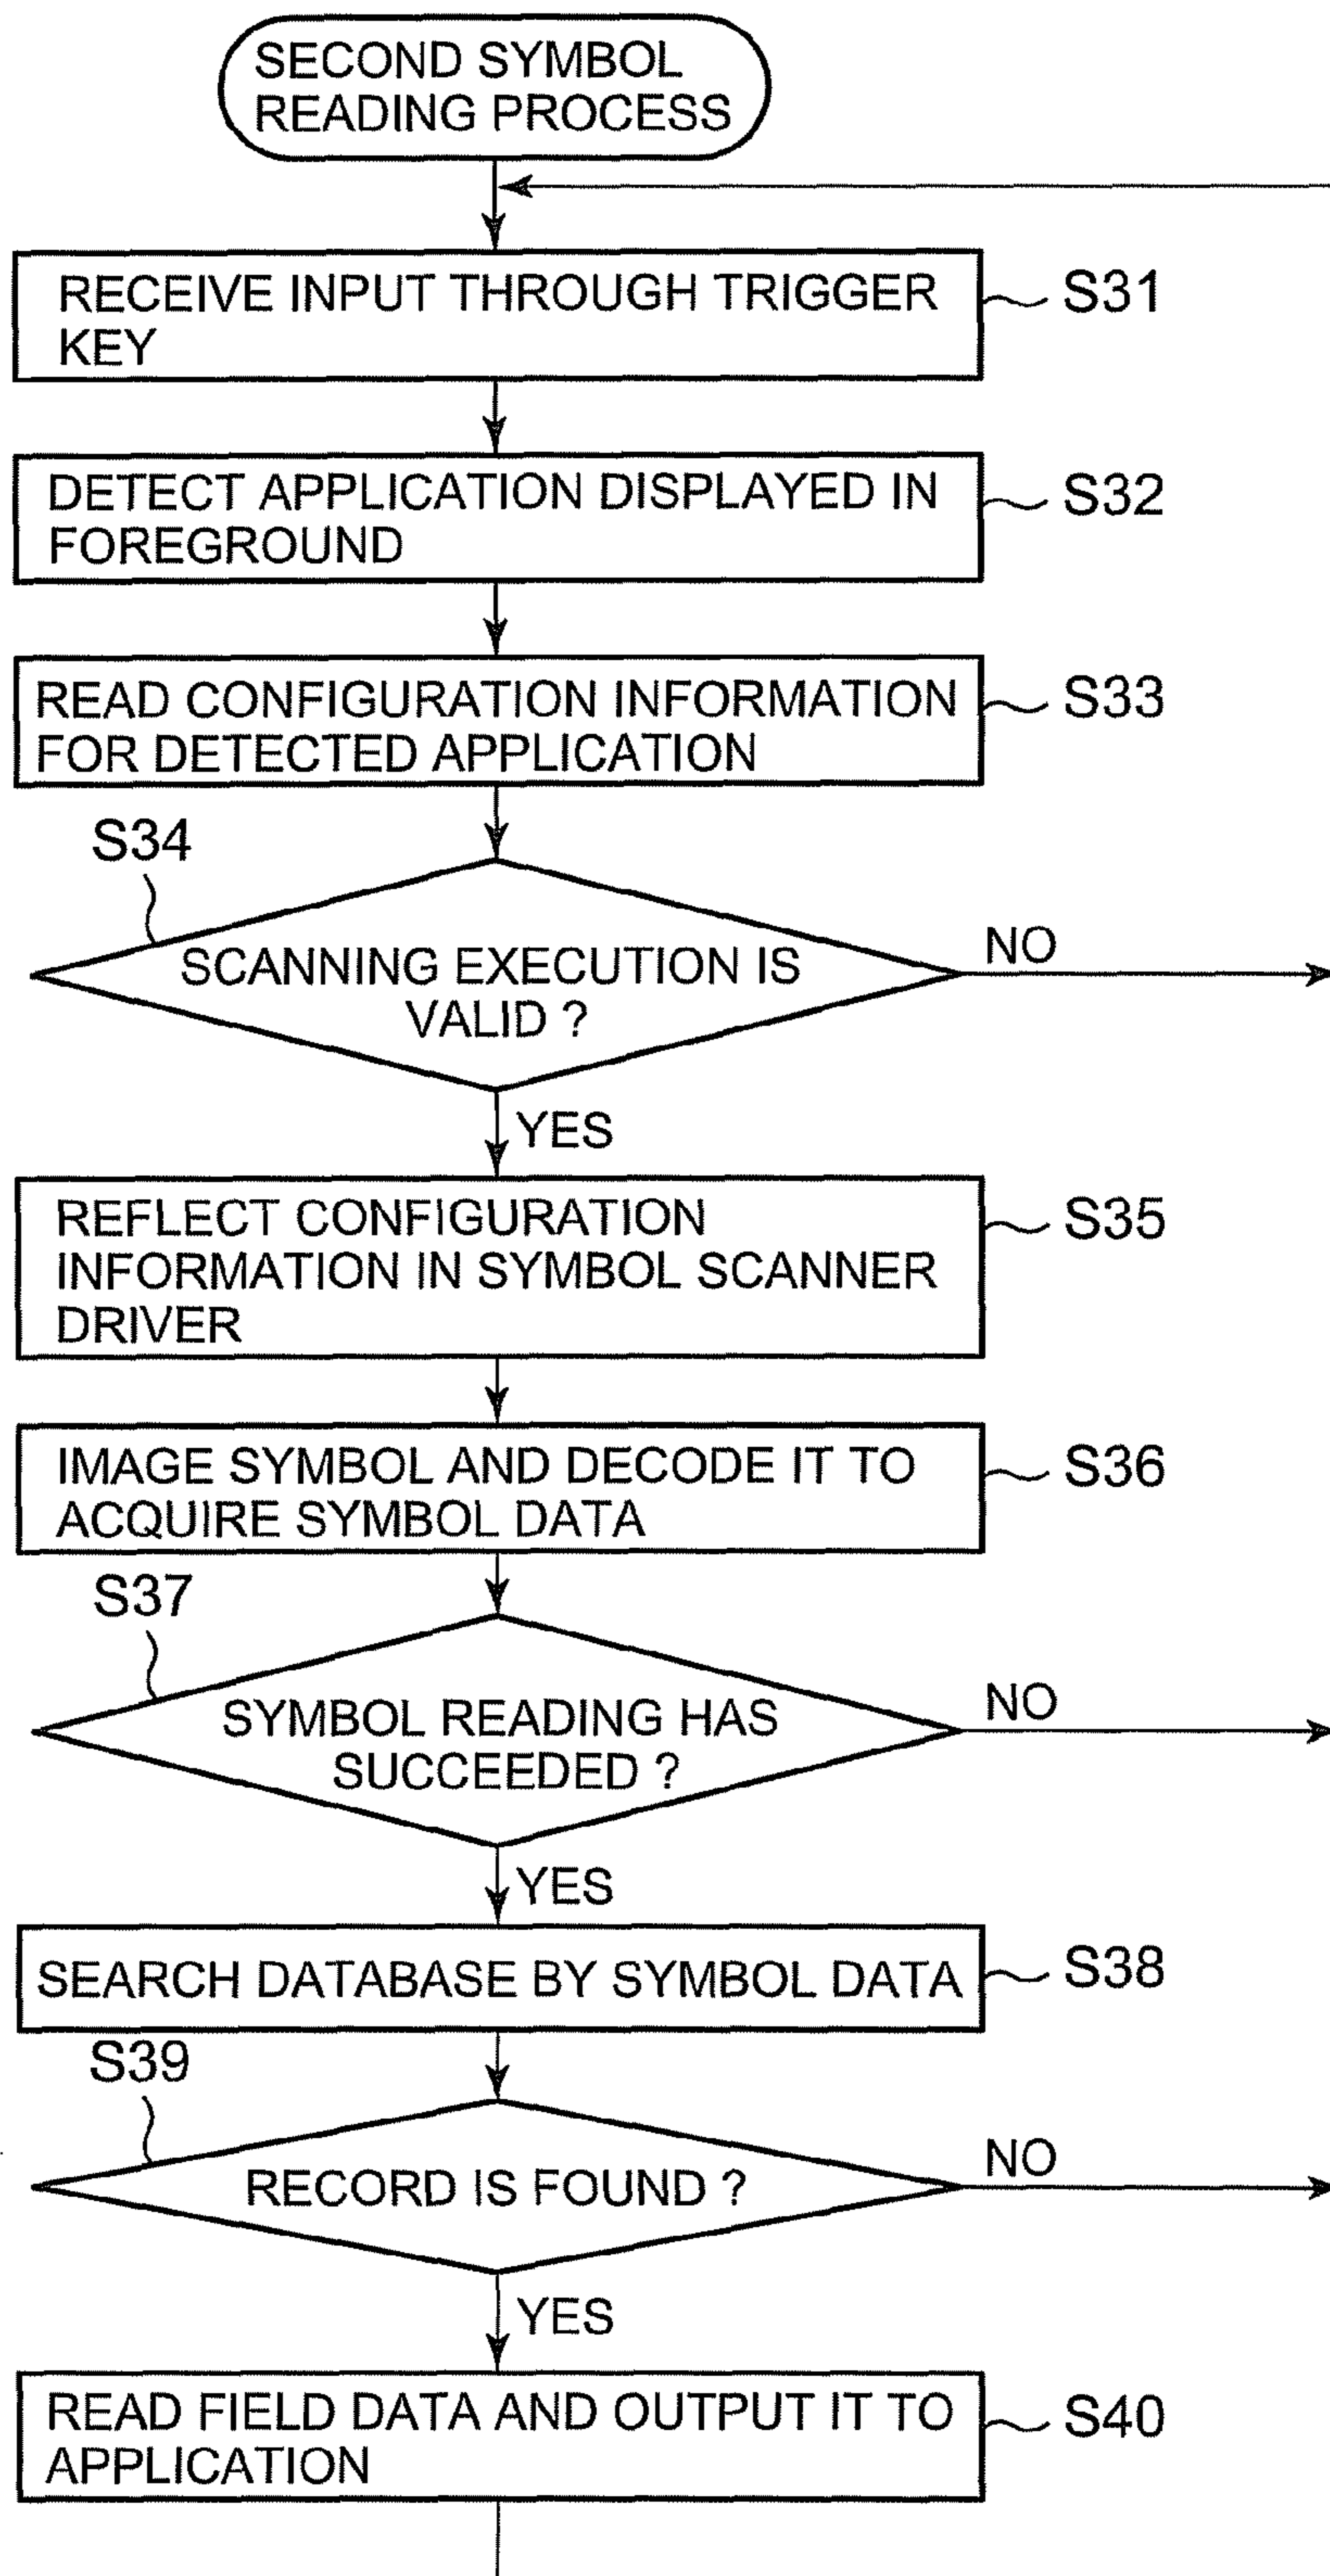 SECOND SYMBOL
READING PROCESS
RECEIVE INPUT THROUGH TRIGGER
KEY
S31
DETECT APPLICATION DISPLAYED IN
FOREGROUND
S32
READ CONFIGURATION INFORMATION
FOR DETECTED APPLICATION
S33
S34
SCANNING EXECUTION IS
VALID ?
NO
YES
REFLECT CONFIGURATION
INFORMATION IN SYMBOL SCANNER
DRIVER
S35
IMAGE SYMBOL AND DECODE IT TO
ACQUIRE SYMBOL DATA
S36
S37
SYMBOL READING HAS
SUCCEEDED ?
NO
YES
SEARCH DATABASE BY SYMBOL DATA
S38
S39
RECORD IS FOUND ?
NO
YES
READ FIELD DATA AND OUTPUT IT TO
APPLICATION
S40